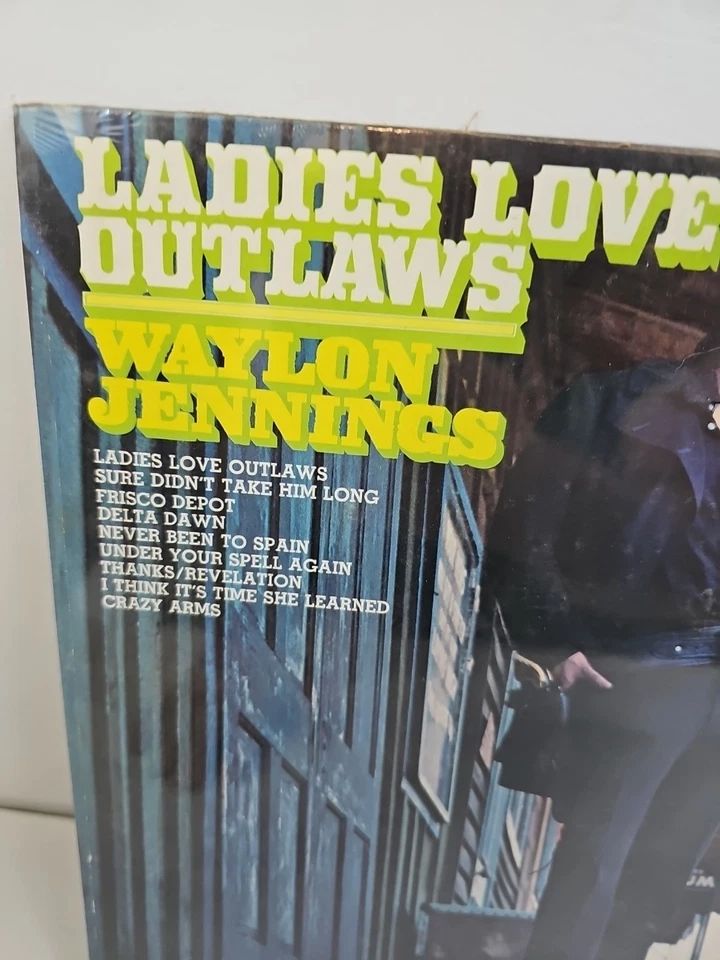 LADIES LOVE
OUTLAWS
WAYLON
JENNINGS
LADIES LOVE OUTLAWS
SURE DIDN'T TAKE HIM LONG
FRISCO DEPOT
DELTA DAWN
NEVER BEEN TO SPAIN
UNDER YOUR SPELL AGAIN
THANKS/REVELATION
I THINK IT'S TIME SHE LEARNED
CRAZY ARMS